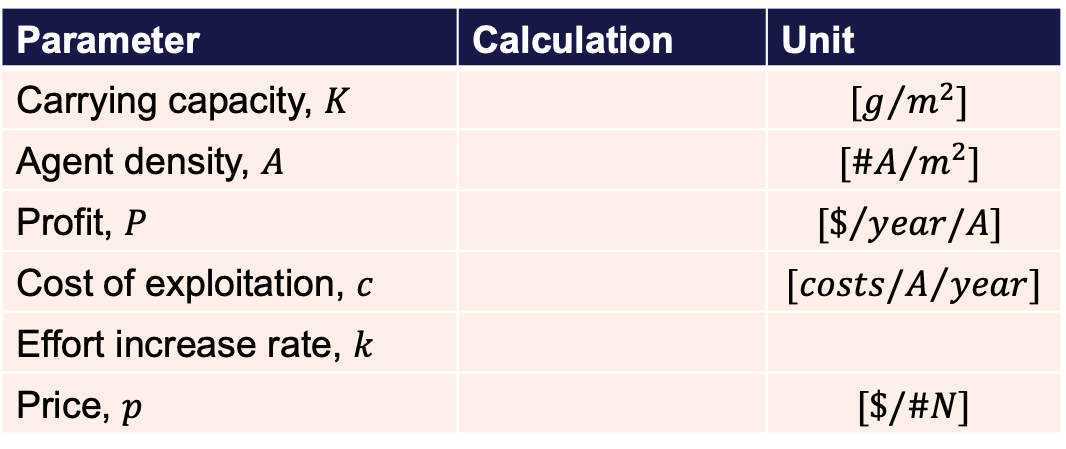 Parameter Calculation Unit
Carrying capacity, K [g/m²]
Agent density, A [#A/m²]
Profit, P [$/year/A]
Cost of exploitation, c [costs/A/year]
Effort increase rate, k
Price, p [$/#N]